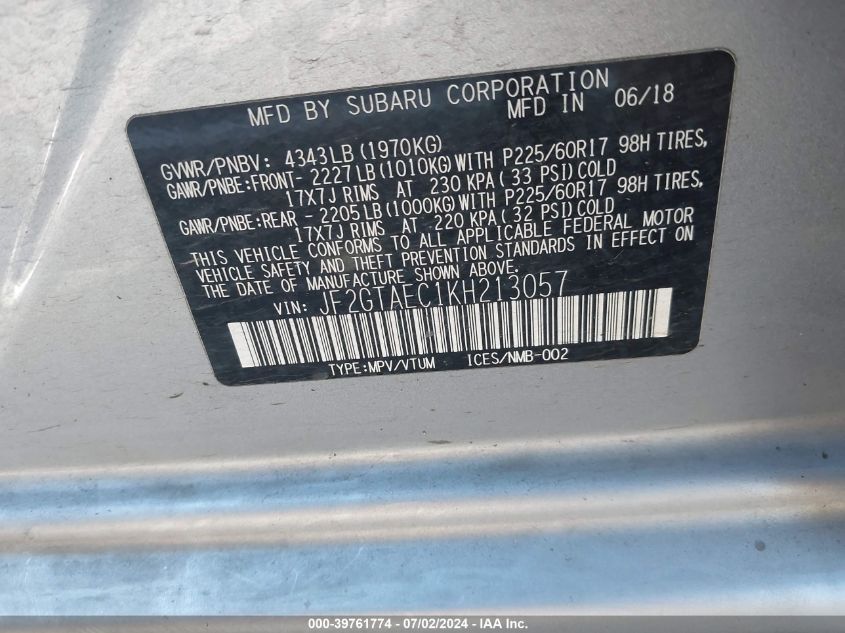 MFD BY SUBARU CORPORATION
MFD IN 06/18
GVWR/PNBV: 4343LB (1970KG)
GAWR/PNBE:FRONT- 2227LB(1010KG)WITH P225/60R17 98H TIRES,
17X7J RIMS AT 230 KPA ( 33 PSI) COLD
GAWR/PNBE:REAR - 2205LB(1000KG)WITH P225/60R17 98H TIRES,
17X7J RIMS AT 220 KPA ( 32 PSI) COLD
THIS VEHICLE CONFORMS TO ALL APPLICABLE FEDERAL MOTOR
VEHICLE SAFETY AND THEFT PREVENTION STANDARDS IN EFFECT ON
THE DATE OF MANUFACTURE SHOWN ABOVE.
VIN: JF2GTAEC1KH213057
TYPE:MPV/VTUM ICES/NMB-002
000-39761774 - 07/02/2024 - IAA Inc.